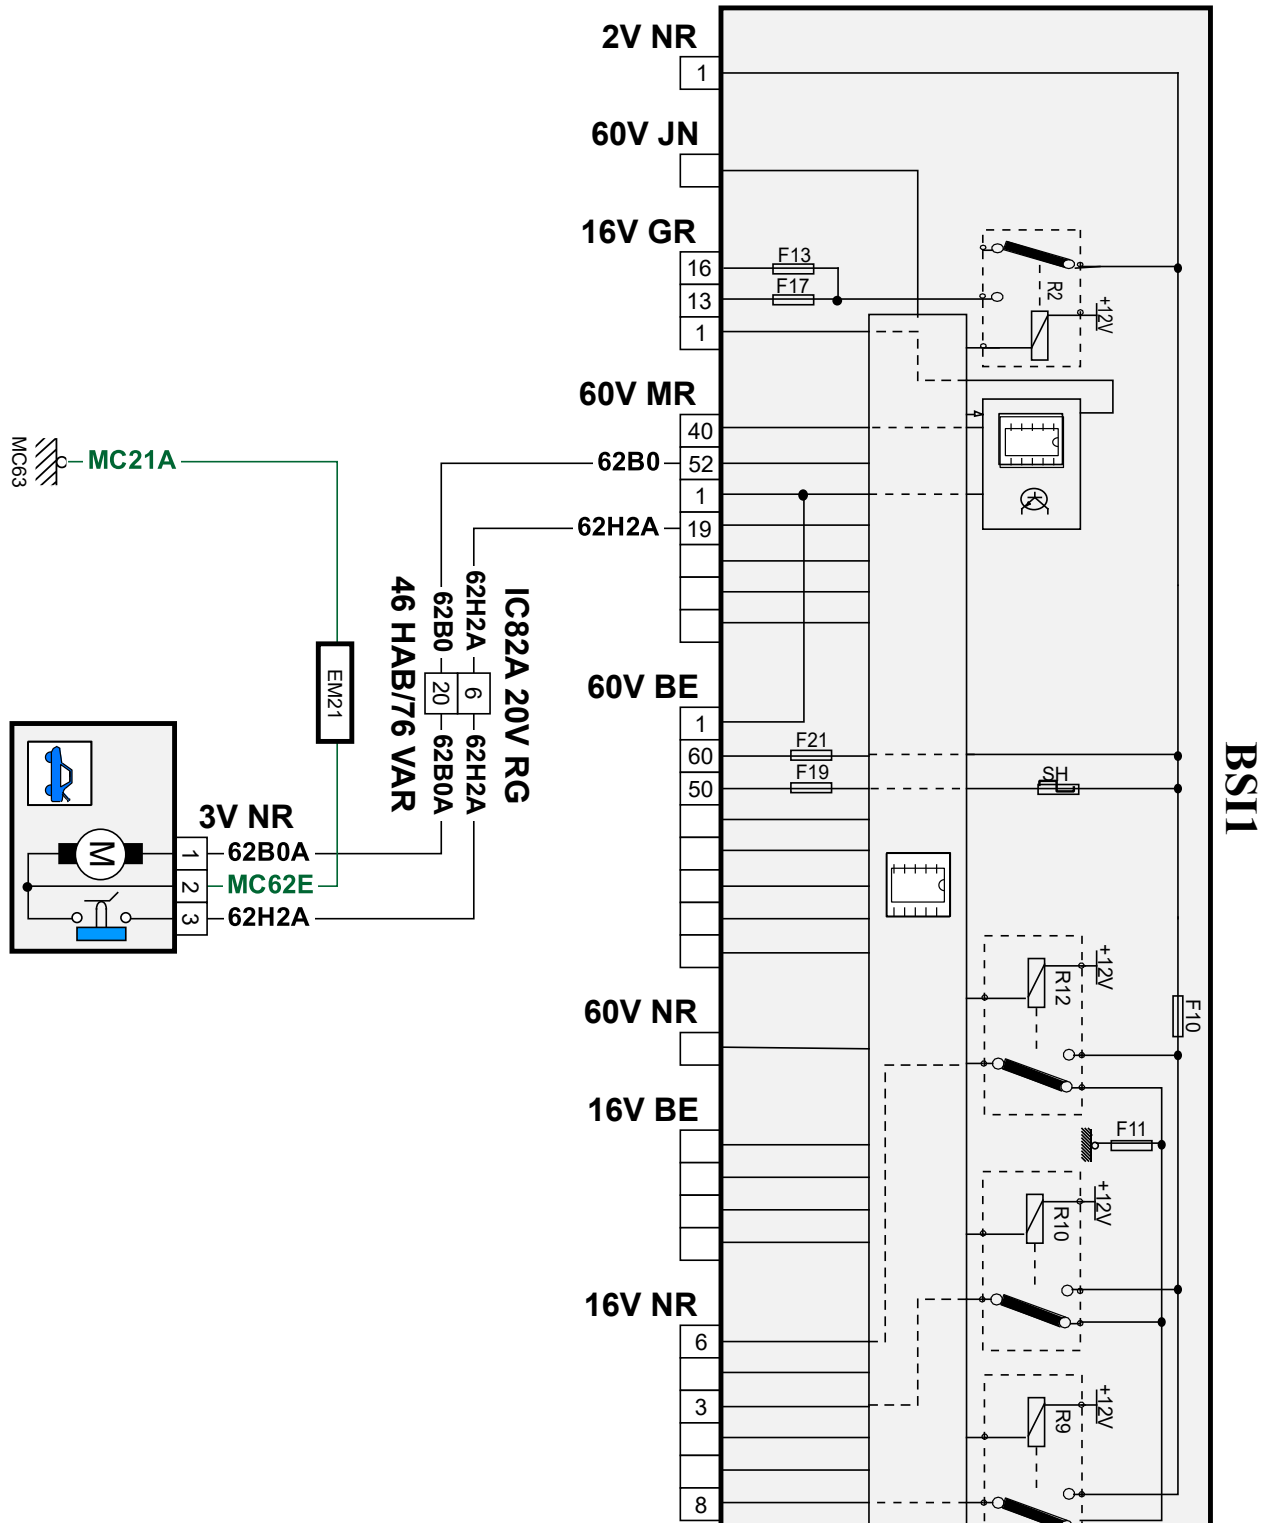 2V NR
1
60V JN
16V GR
16
13
1
F13
F17
R2
+12V
60V MR
40
52
1
19
62B0
62H2A
MC63
MC21A
EM21
46 HAB/76 VAR
62B0
62H2A
IC82A 20V RG
20
6
62B0A
62H2A
60V BE
1
60
50
F21
F19
SH
BSI1
3V NR
M
1
2
3
62B0A
MC62E
62H2A
60V NR
R12
+12V
F10
16V BE
F11
R10
+12V
16V NR
6
3
8
R9
+12V